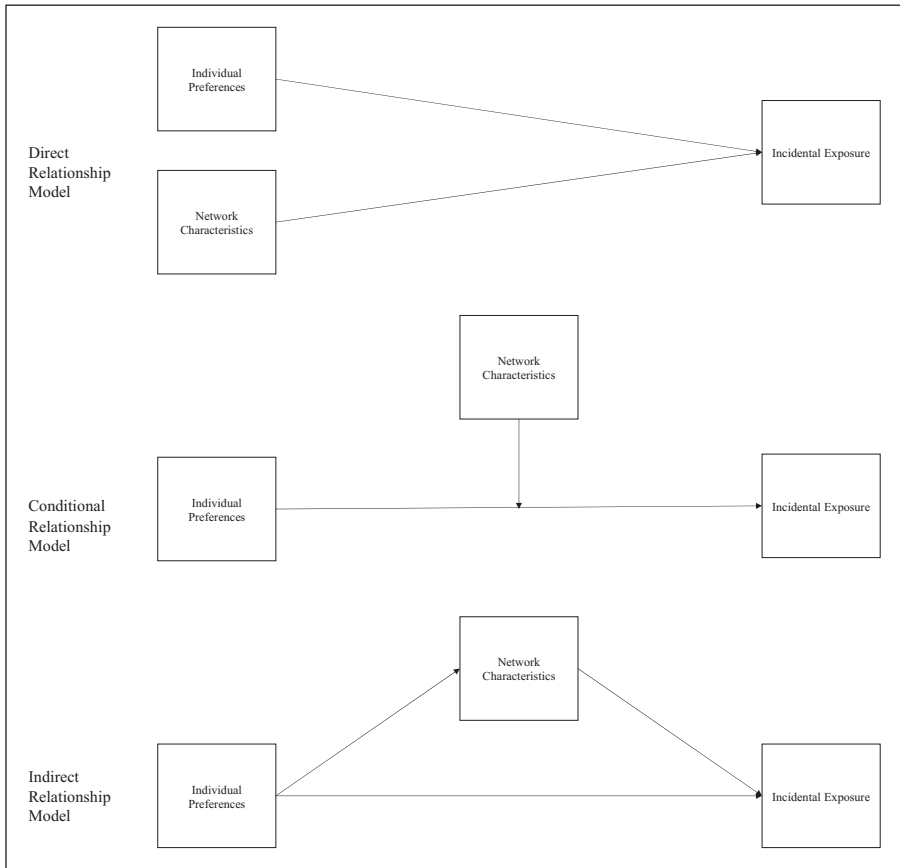 Individual
Preferences
Direct
Relationship
Model
Incidental Exposure
Network
Characteristics
Network
Characteristics
Conditional
Relationship
Model
Individual
Preferences
Incidental Exposure
Network
Characteristics
Indirect
Relationship
Model
Individual
Preferences
Incidental Exposure